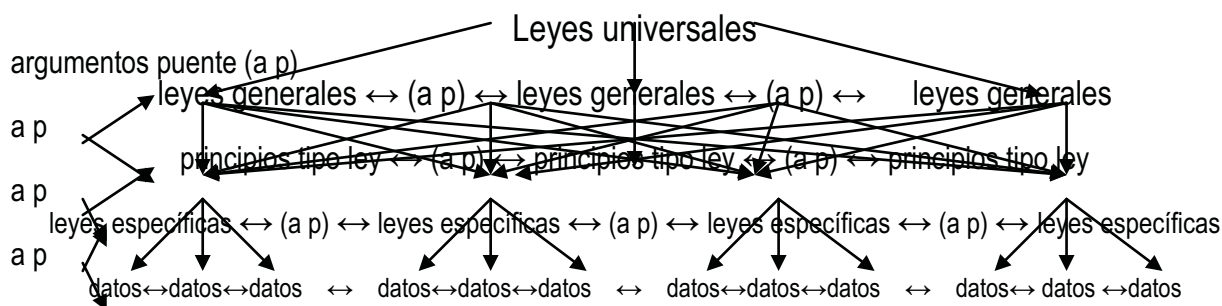 Leyes universales
argumentos puente (a p)
leyes generales ↔ (a p) ↔ leyes generales ↔ (a p) ↔ leyes generales
a p
principios tipo ley ↔ (a p) ↔ principios tipo ley ↔ (a p) ↔ principios tipo ley
a p
leyes específicas ↔ (a p) ↔ leyes específicas ↔ (a p) ↔ leyes específicas ↔ (a p) ↔ leyes específicas
a p
datos↔datos↔datos ↔ datos↔datos↔datos ↔ datos↔datos↔datos ↔ datos↔ datos ↔datos